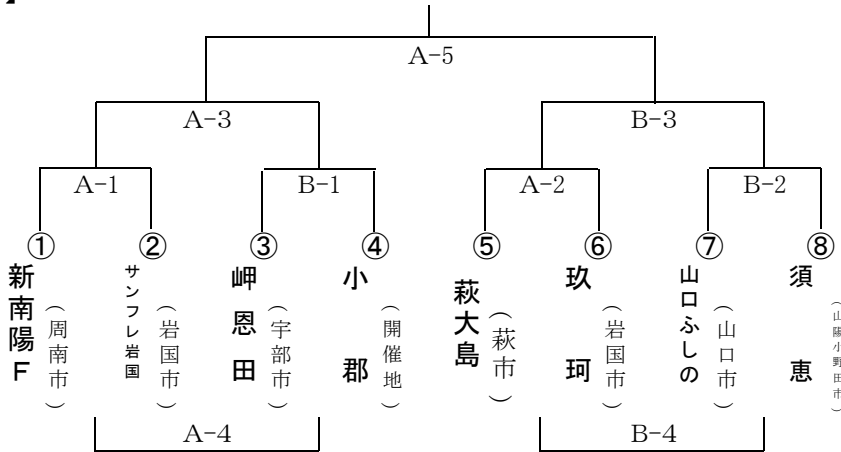 A-5
A-3
B-3
A-1
B-1
A-2
B-2
①
②
③
④
⑤
⑥
⑦
⑧
新南陽F
(周南市)
サンフレ岩国
(岩国市)
岬恩田
(宇部市)
小郡
(開催地)
萩大島
(萩市)
玖珂
(岩国市)
山口ふしの
(山口市)
須恵
(山陽小野田市)
A-4
B-4